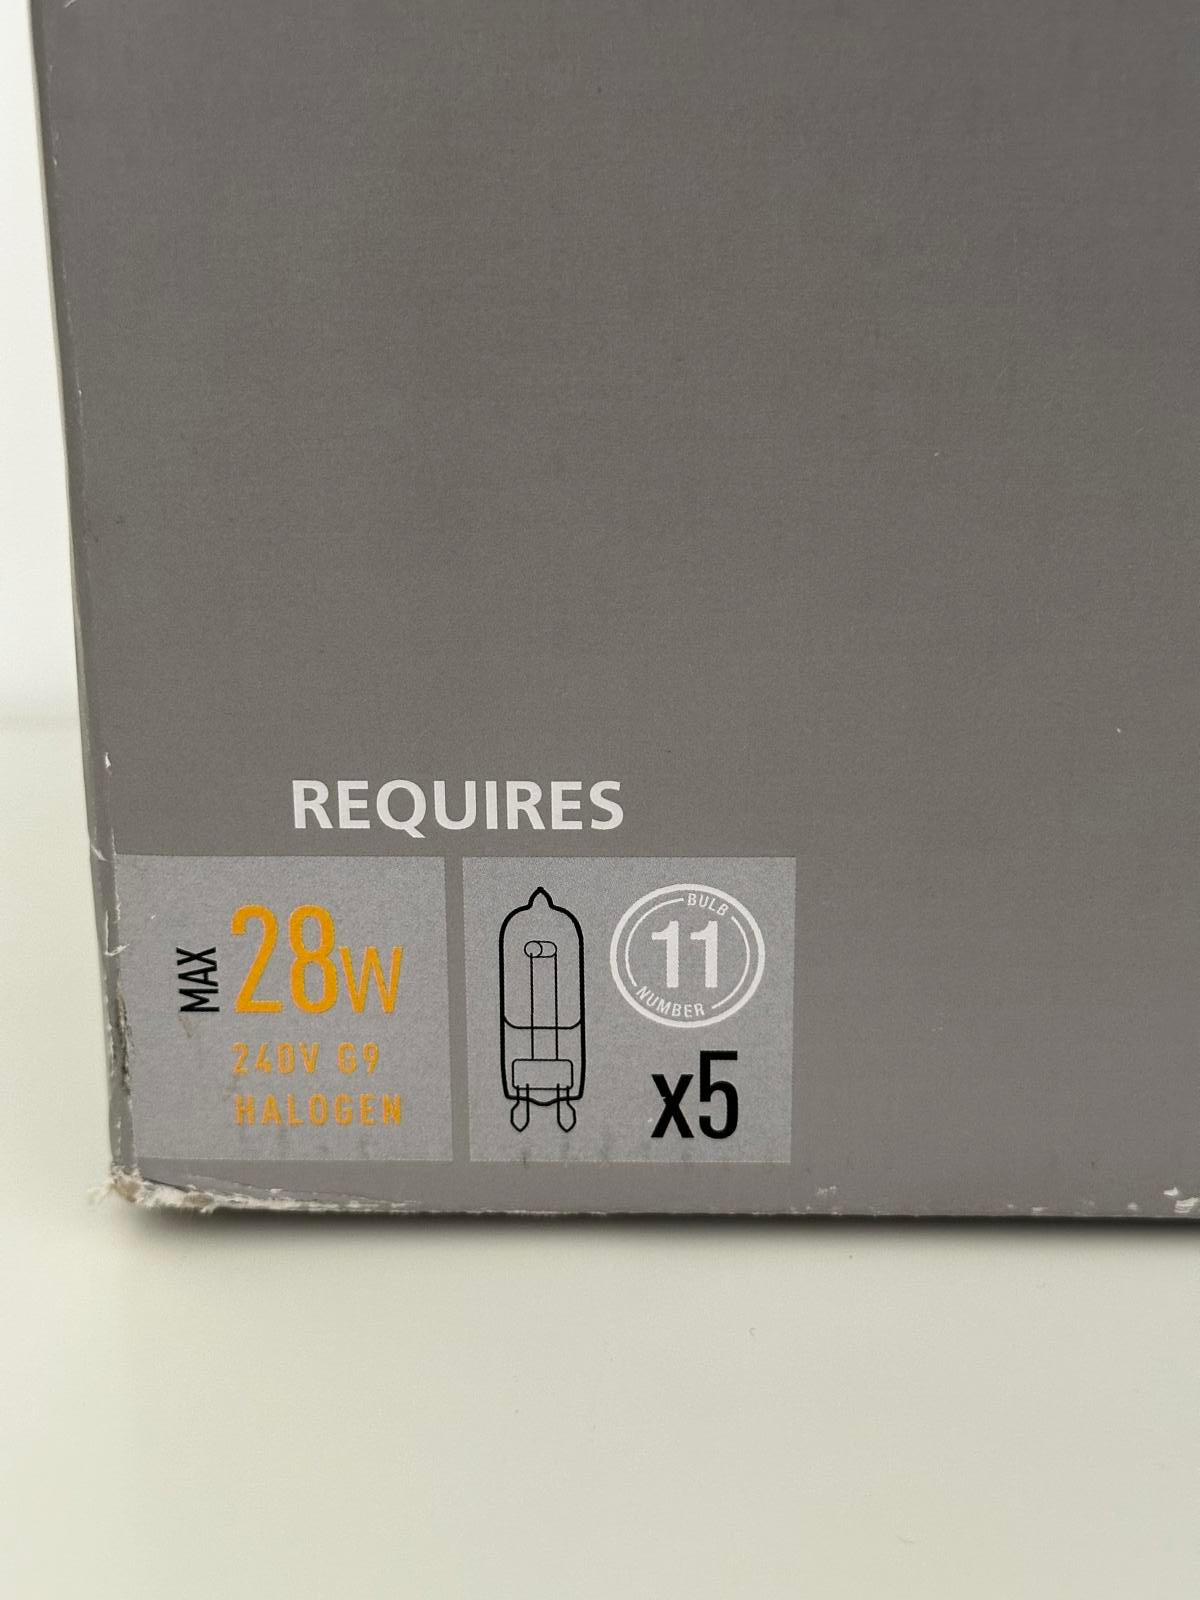 REQUIRES
MAX
28W
240V G9
HALOGEN
BULB
11
NUMBER
x5